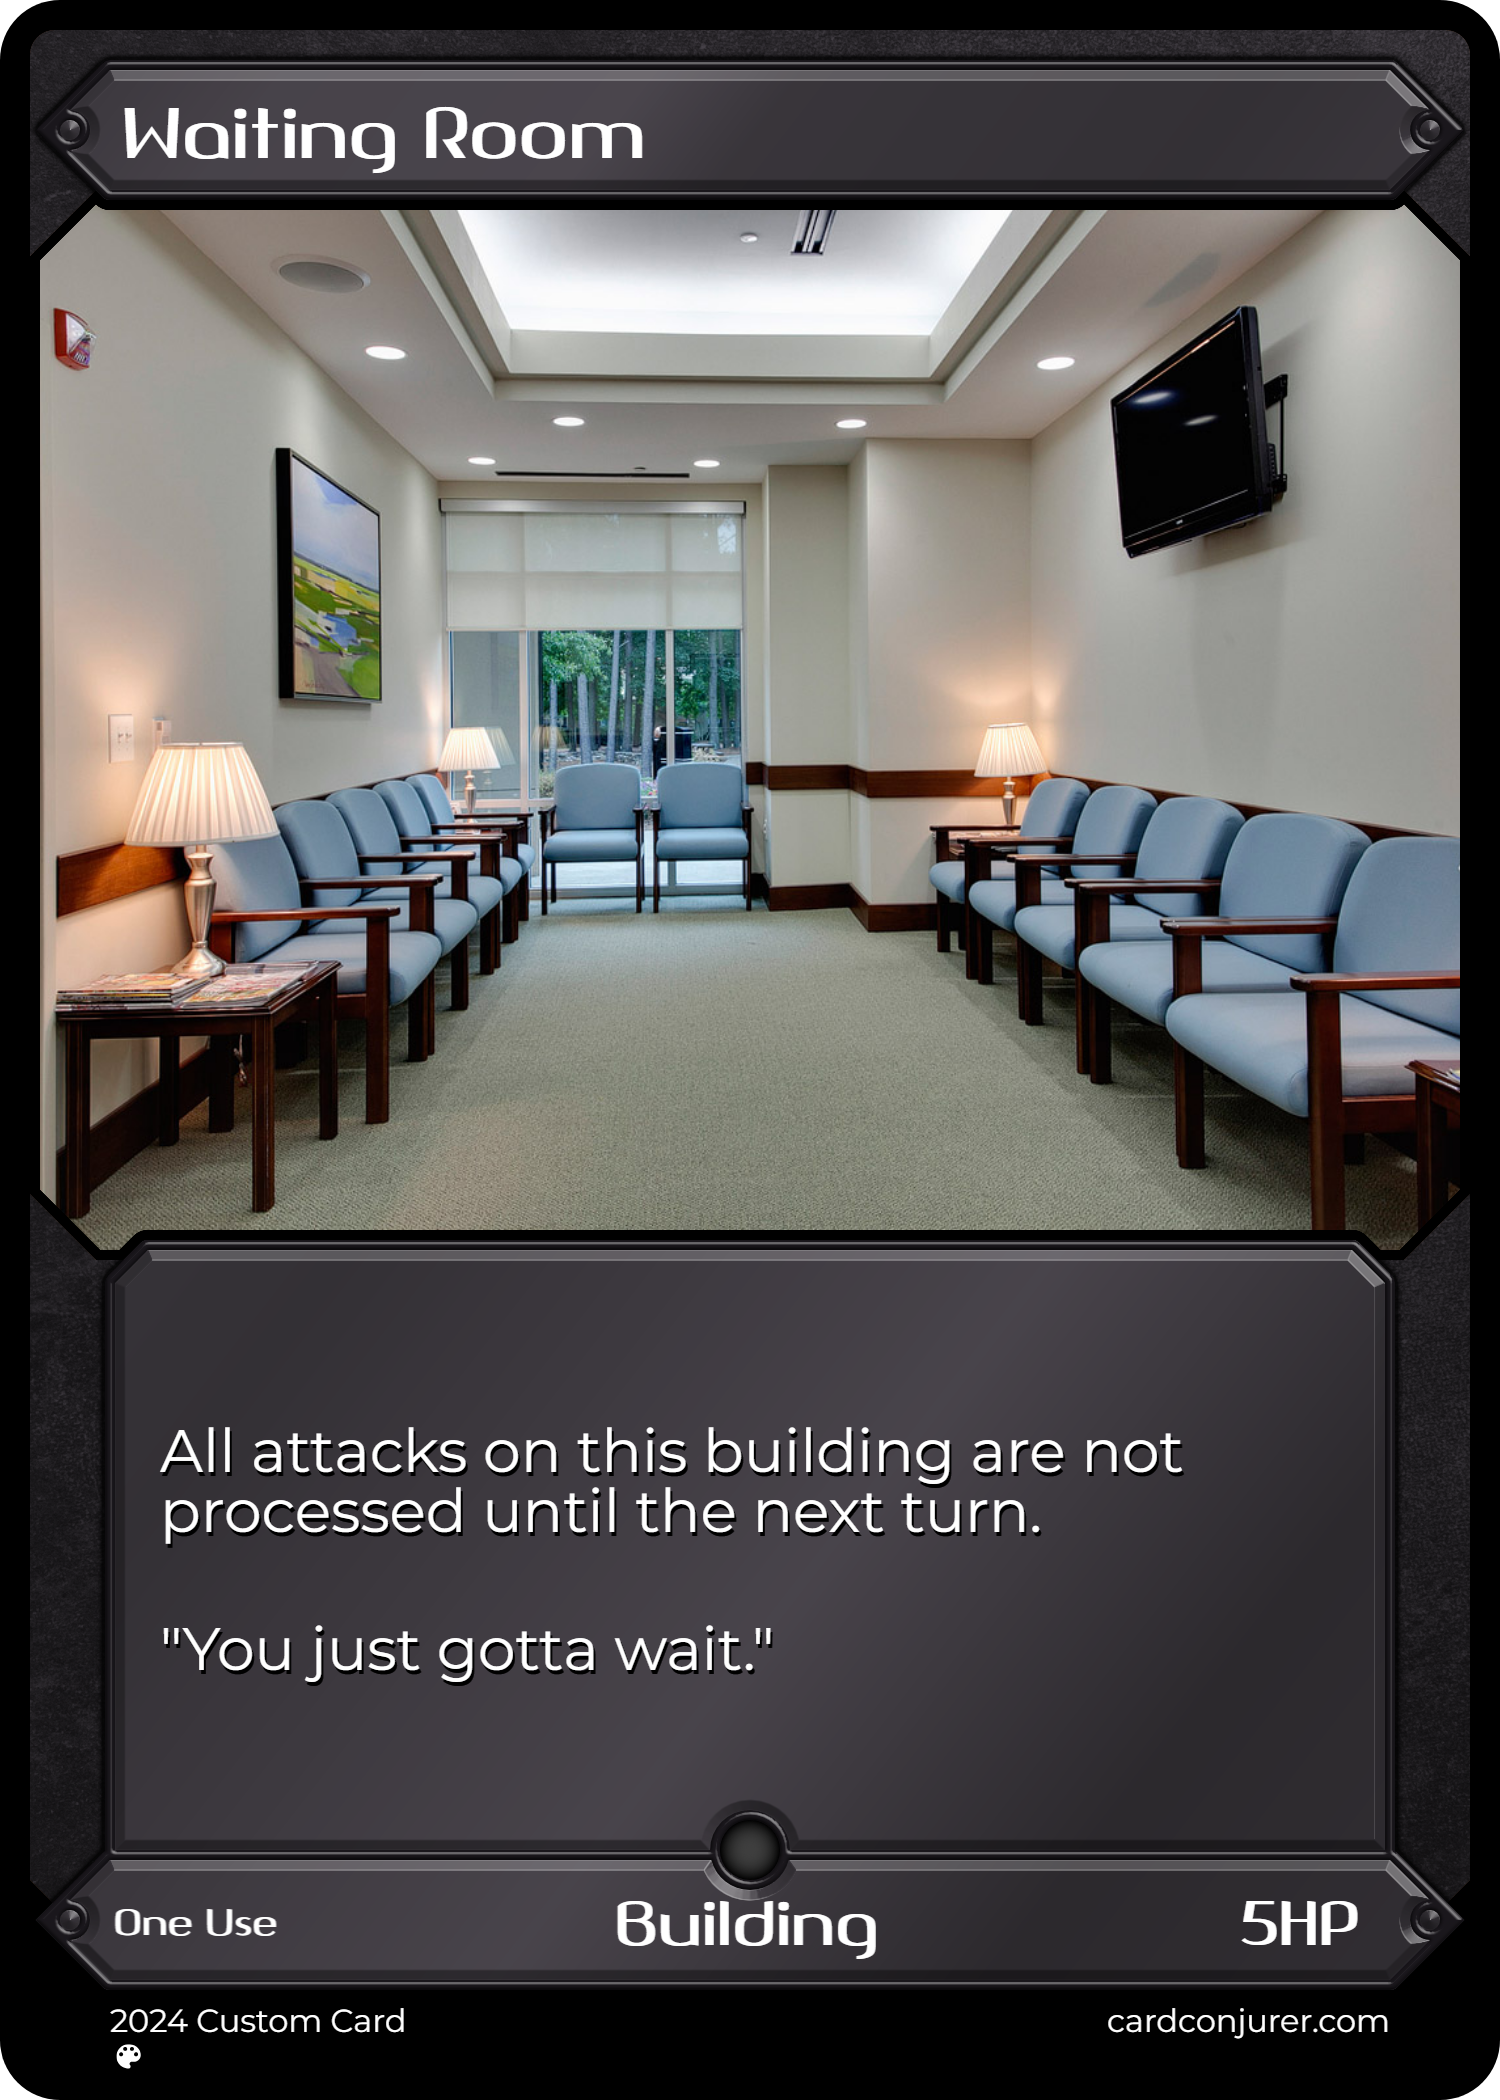 Waiting Room
All attacks on this building are not
processed until the next turn.
"You just gotta wait."
One Use
Building
5HP
2024 Custom Card
cardconjurer.com